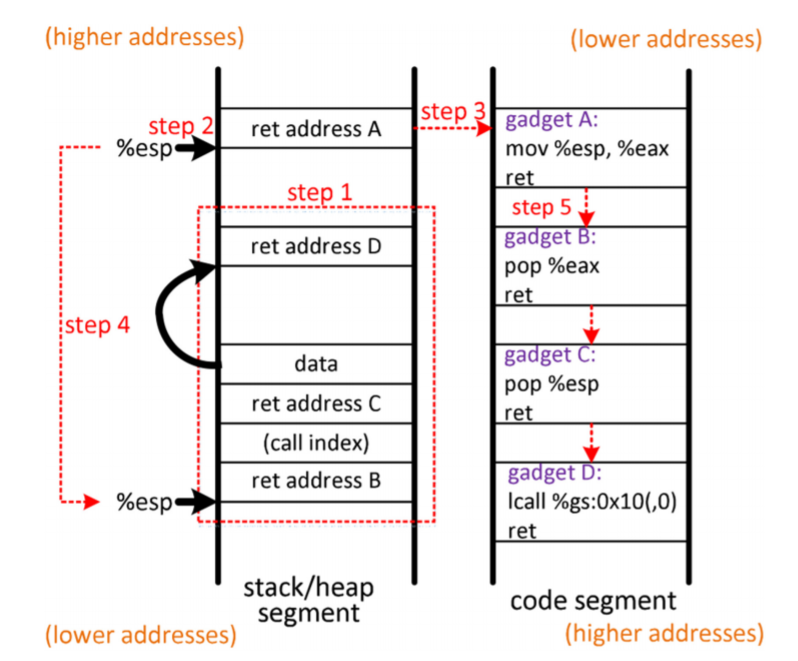 (higher addresses)
(lower addresses)
step 2
ret address A
%esp
step 3
gadget A:
mov %esp, %eax
ret
step 1
step 5
ret address D
gadget B:
pop %eax
ret
step 4
data
gadget C:
pop %esp
ret
ret address C
(call index)
ret address B
%esp
gadget D:
lcall %gs:0x10(,0)
ret
stack/heap
segment
code segment
(lower addresses)
(higher addresses)